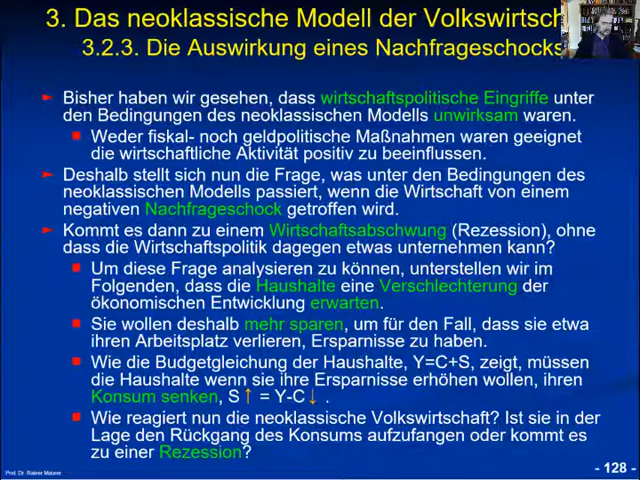 3. Das neoklassische Modell der Volkswirtsch
3.2.3. Die Auswirkung eines Nachfrageschocks
Bisher haben wir gesehen, dass wirtschaftspolitische Eingriffe unter
den Bedingungen des neoklassischen Modells unwirksam waren.
Weder fiskal- noch geldpolitische Maßnahmen waren geeignet
die wirtschaftliche Aktivität positiv zu beeinflussen.
Deshalb stellt sich nun die Frage, was unter den Bedingungen des
neoklassischen Modells passiert, wenn die Wirtschaft von einem
negativen Nachfrageschock getroffen wird.
Kommt es dann zu einem Wirtschaftsabschwung (Rezession), ohne
dass die Wirtschaftspolitik dagegen etwas unternehmen kann?
Um diese Frage analysieren zu können, unterstellen wir im
Folgenden, dass die Haushalte eine Verschlechterung der
ökonomischen Entwicklung erwarten.
Sie wollen deshalb mehr sparen, um für den Fall, dass sie etwa
ihren Arbeitsplatz verlieren, Ersparnisse zu haben.
Wie die Budgetgleichung der Haushalte, Y=C+S, zeigt, müssen
die Haushalte wenn sie ihre Ersparnisse erhöhen wollen, ihren
Konsum senken, S↑ = Y-C↓ .
Wie reagiert nun die neoklassische Volkswirtschaft? Ist sie in der
Lage den Rückgang des Konsums aufzufangen oder kommt es
zu einer Rezession?
Prof. Dr. Rainer Maurer
- 128 -